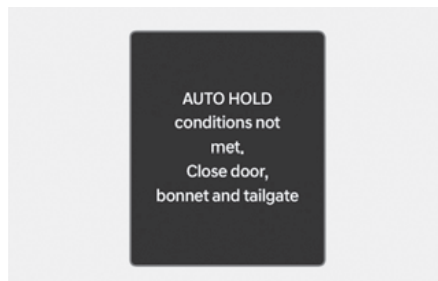 AUTO HOLD
conditions not
met.
Close door,
bonnet and tailgate